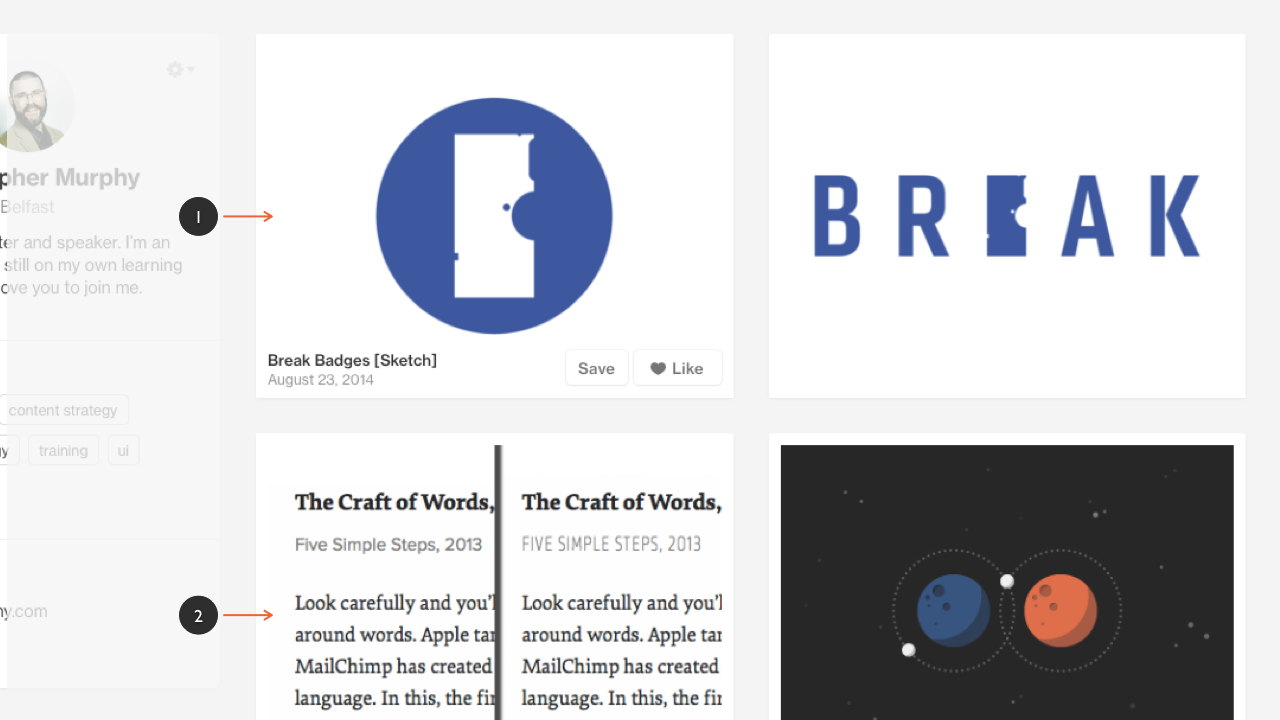 pher Murphy
Belfast
ter and speaker. I'm an
still on my own learning
ove you to join me.
content strategy
gy
training
ui
ny.com
1
2
Break Badges [Sketch]
August 23, 2014
Save
Like
BREAK
The Craft of Words,
Five Simple Steps, 2013
Look carefully and you'l
around words. Apple tar
MailChimp has created
language. In this, the fir
The Craft of Words,
FIVE SIMPLE STEPS, 2013
Look carefully and you'l
around words. Apple tar
MailChimp has created
language. In this, the fir